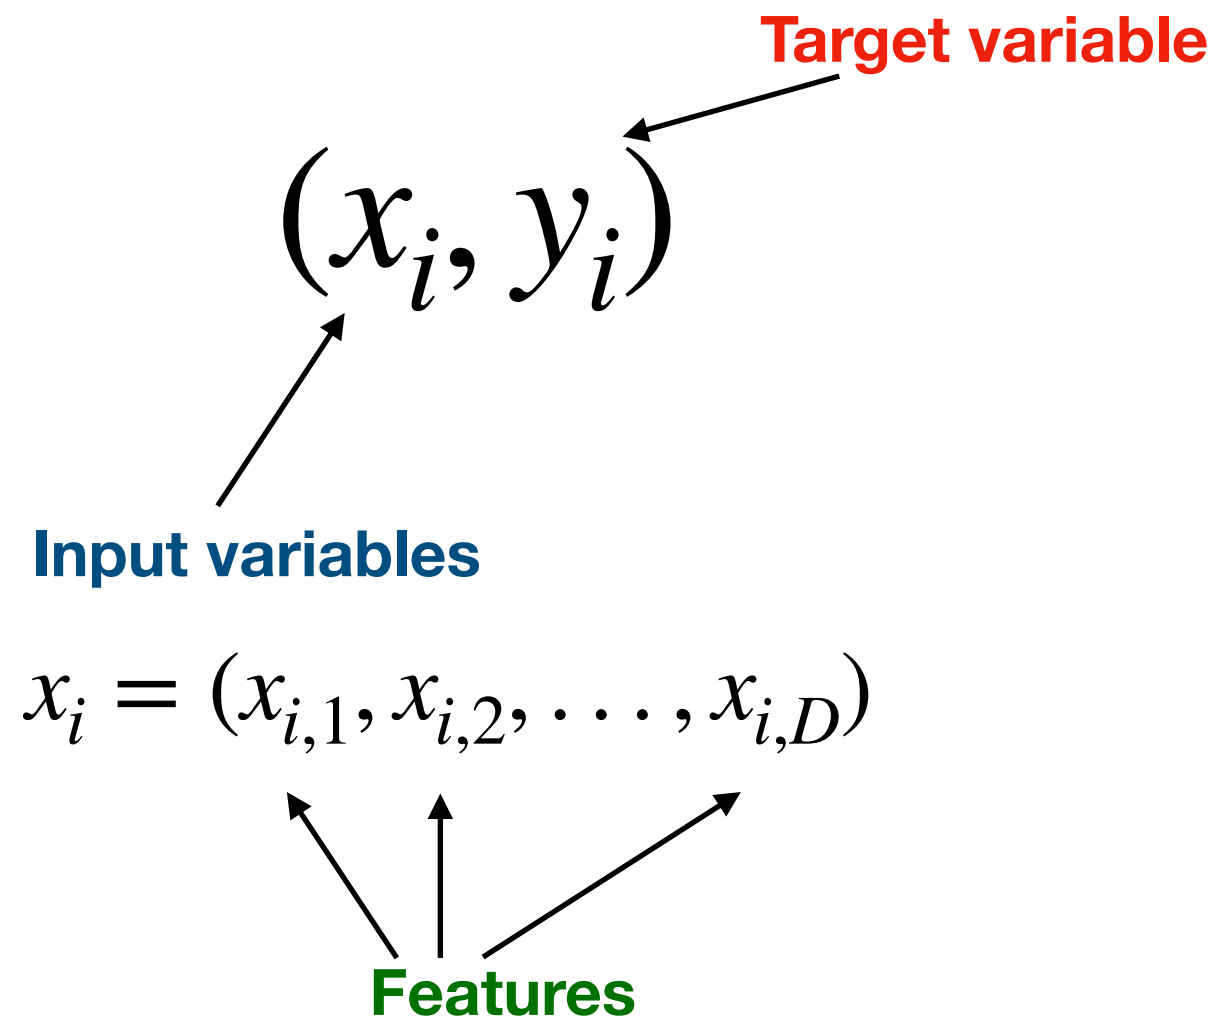 Target variable
(x_i, y_i)
Input variables
x_i = (x_{i,1}, x_{i,2}, . . . , x_{i,D})
Features